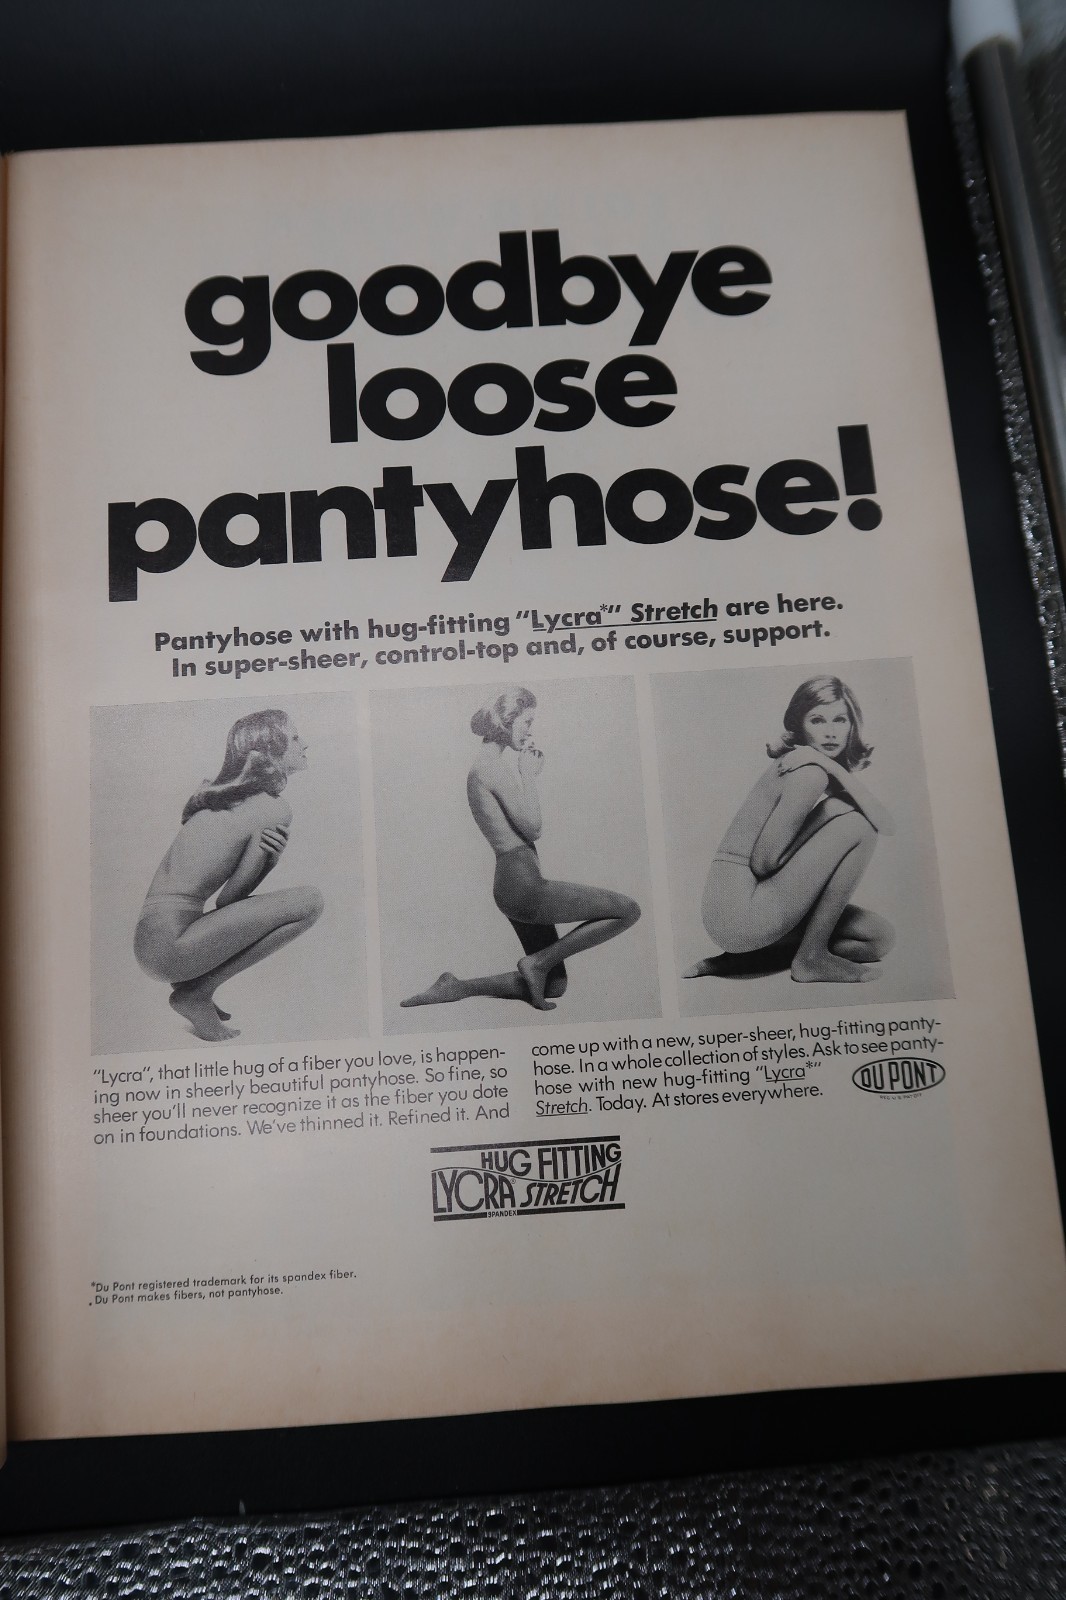 goodbye
loose
pantyhose!
Pantyhose with hug-fitting “Lycra*” Stretch are here.
In super-sheer, control-top and, of course, support.
“Lycra”, that little hug of a fiber you love, is happen-
ing now in sheerly beautiful pantyhose. So fine, so
sheer you’ll never recognize it as the fiber you dote
on in foundations. We’ve thinned it. Refined it. And
come up with a new, super-sheer, hug-fitting panty-
hose. In a whole collection of styles. Ask to see panty-
hose with new hug-fitting “Lycra*”
Stretch. Today. At stores everywhere.
DU PONT
REG. U.S. PAT. OFF.
HUG FITTING
LYCRA® STRETCH
SPANDEX
*Du Pont registered trademark for its spandex fiber.
Du Pont makes fibers, not pantyhose.